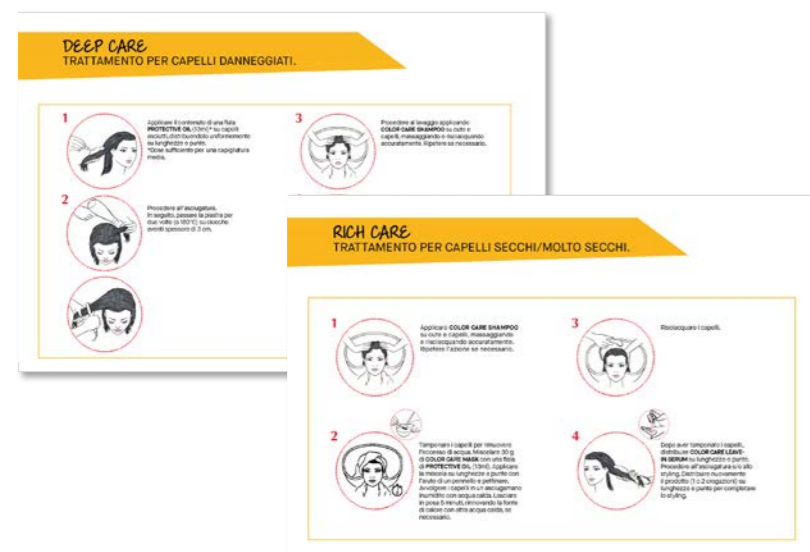 DEEP CARE
TRATTAMENTO PER CAPELLI DANNEGGIATI.
1
Applicare il contenuto di una fiala
PROTECTIVE OIL (13ml)* su capelli
asciutti, distribuendolo uniformemente
su lunghezze e punte.
*Dose sufficiente per una capigliatura
media.
2
Procedere all'asciugatura.
In seguito, passare la piastra per
due volte (a 180°C) su ciocche
aventi spessore di 3 cm.
3
Procedere al lavaggio applicando
COLOR CARE SHAMPOO su cute e
capelli, massaggiando e risciacquando
accuratamente. Ripetere se necessario.
RICH CARE
TRATTAMENTO PER CAPELLI SECCHI/MOLTO SECCHI.
1
Applicare COLOR CARE SHAMPOO
su cute e capelli, massaggiando
e risciacquando accuratamente.
Ripetere l'azione se necessario.
2
Tamponare i capelli per rimuovere
l'eccesso di acqua. Miscelare 30 g
di COLOR CARE MASK con una fiala
di PROTECTIVE OIL (13ml). Applicare
la miscela su lunghezze e punte con
l'aiuto di un pennello e pettinare.
Avvolgere i capelli in un asciugamano
inumidito con acqua calda. Lasciare
in posa 5 minuti, rinnovando la fonte
di calore con altra acqua calda, se
necessario.
3
Risciacquare i capelli.
4
Dopo aver tamponato i capelli,
distribuire COLOR CARE LEAVE-
IN SERUM su lunghezze e punte.
Procedere all'asciugatura e/o allo
styling. Distribuire nuovamente
il prodotto (1 o 2 erogazioni) su
lunghezze e punte per completare
lo styling.